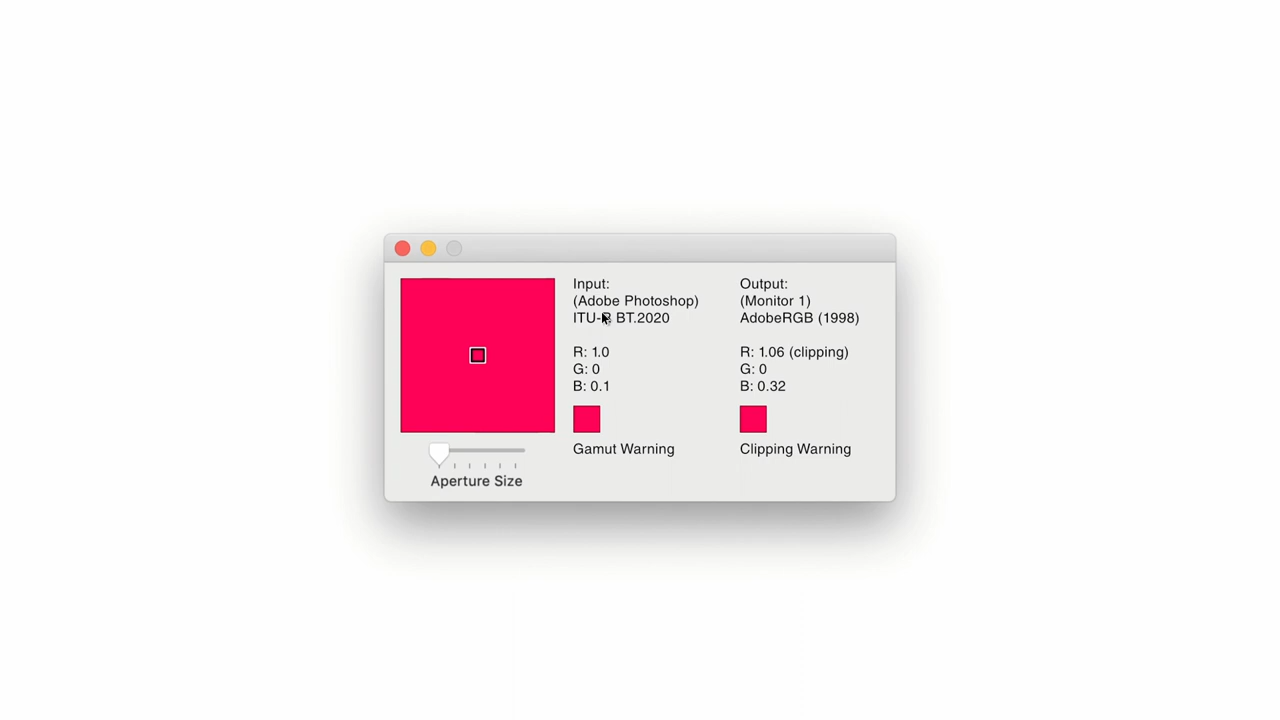 Input:
(Adobe Photoshop)
ITU-R BT.2020
R: 1.0
G: 0
B: 0.1
Gamut Warning
Output:
(Monitor 1)
AdobeRGB (1998)
R: 1.06 (clipping)
G: 0
B: 0.32
Clipping Warning
Aperture Size